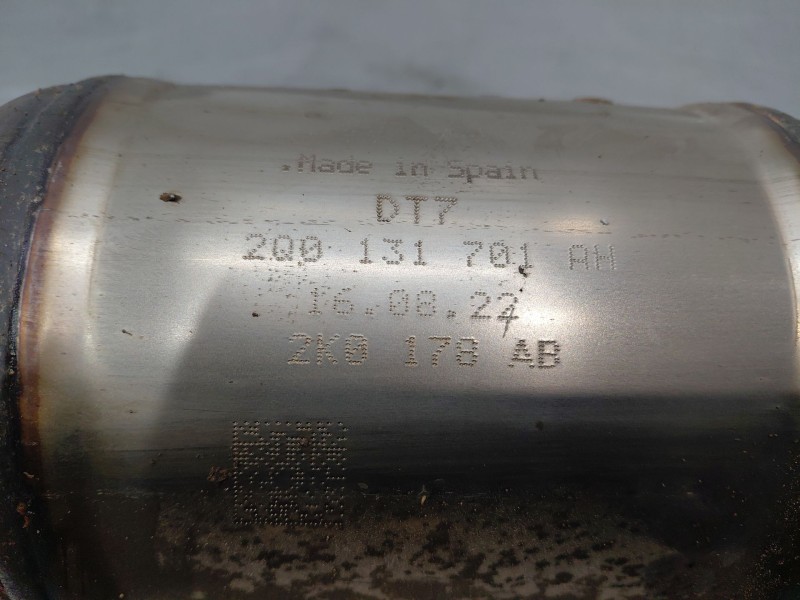 .Made in Spain
DT7
2Q0 131 701 AH
16.08.22
2K0 178 AB